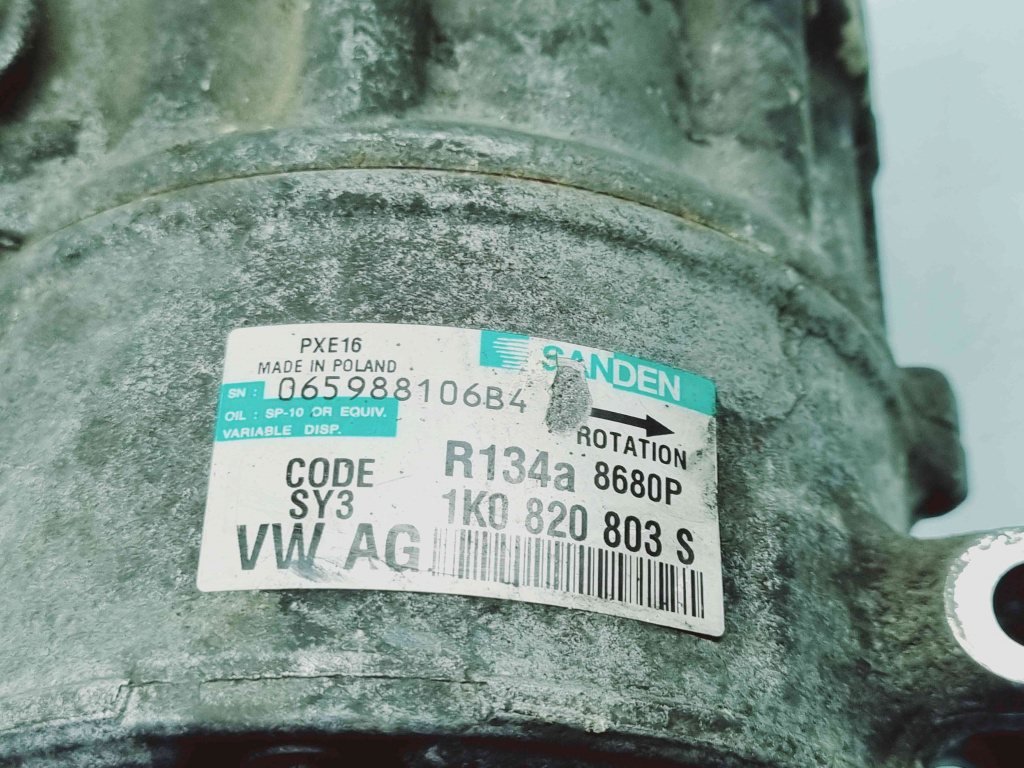 PXE16
MADE IN POLAND
SANDEN
SN : 065988106B4
OIL : SP-10 OR EQUIV.
VARIABLE DISP.
ROTATION
CODE
SY3
R134a 8680P
1K0 820 803 S
VW AG